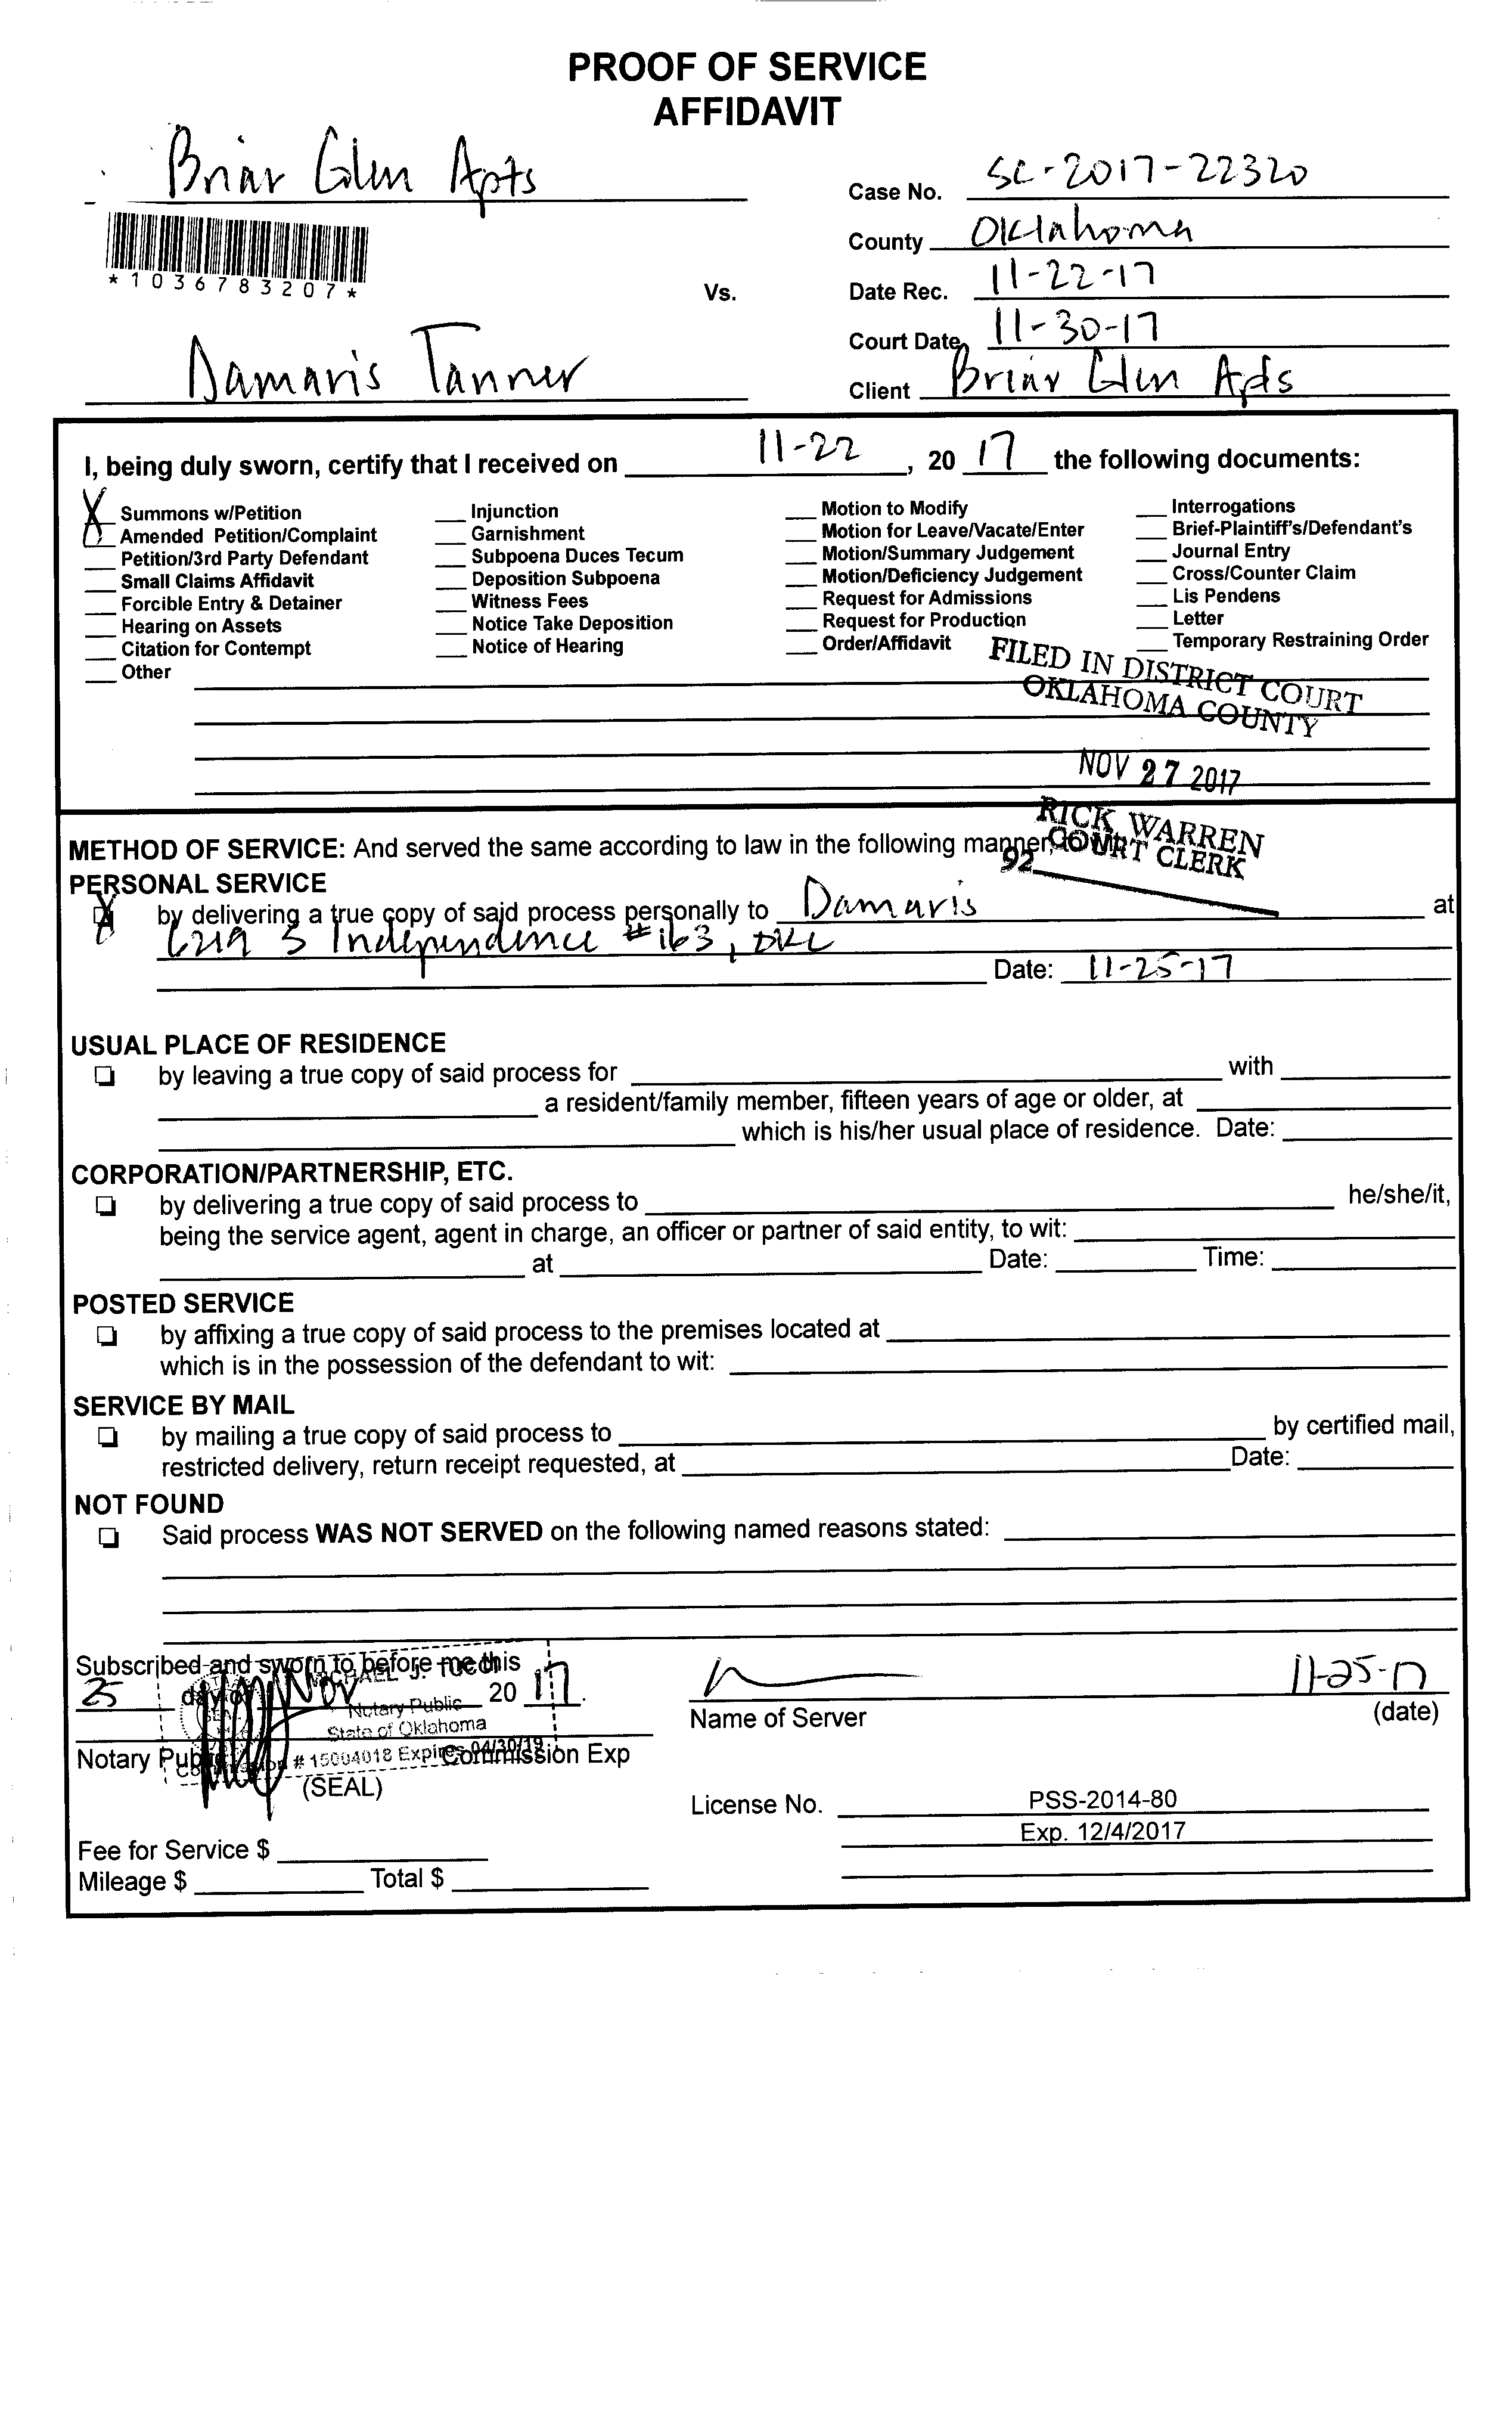 PROOF OF SERVICE
AFFIDAVIT
Briar Glen Apts
Case No. SC-2017-22320
*1036783207*
County Oklahoma
Vs.
Date Rec. 11-22-17
Court Date 11-30-17
Damaris Tanner
Client Briar Glen Apts
I, being duly sworn, certify that I received on 11-22, 20 17 the following documents:
X Summons w/Petition
Amended Petition/Complaint
Petition/3rd Party Defendant
Small Claims Affidavit
Forcible Entry & Detainer
Hearing on Assets
Citation for Contempt
Other
Injunction
Garnishment
Subpoena Duces Tecum
Deposition Subpoena
Witness Fees
Notice Take Deposition
Notice of Hearing
Motion to Modify
Motion for Leave/Vacate/Enter
Motion/Summary Judgement
Motion/Deficiency Judgement
Request for Admissions
Request for Production
Order/Affidavit
Interrogations
Brief-Plaintiff's/Defendant's
Journal Entry
Cross/Counter Claim
Lis Pendens
Letter
Temporary Restraining Order
FILED IN DISTRICT COURT
OKLAHOMA COUNTY
NOV 27 2017
RICK WARREN
COURT CLERK
92
METHOD OF SERVICE: And served the same according to law in the following manner,
PERSONAL SERVICE
X by delivering a true copy of said process personally to Damaris at
S Independence #163, OKC
Date: 11-25-17
USUAL PLACE OF RESIDENCE
by leaving a true copy of said process for with
a resident/family member, fifteen years of age or older, at
which is his/her usual place of residence. Date:
CORPORATION/PARTNERSHIP, ETC.
by delivering a true copy of said process to he/she/it,
being the service agent, agent in charge, an officer or partner of said entity, to wit:
at Date: Time:
POSTED SERVICE
by affixing a true copy of said process to the premises located at
which is in the possession of the defendant to wit:
SERVICE BY MAIL
by mailing a true copy of said process to by certified mail,
restricted delivery, return receipt requested, at Date:
NOT FOUND
Said process WAS NOT SERVED on the following named reasons stated:
Subscribed and sworn to before me this
25 day of Nov 20 17.
MICHAEL J.
Notary Public
State of Oklahoma
Commission # 15004018 Expires 04/30/19
Notary Public Commission Exp
(SEAL)
11-25-17
Name of Server (date)
License No. PSS-2014-80
Exp. 12/4/2017
Fee for Service $
Mileage $ Total $